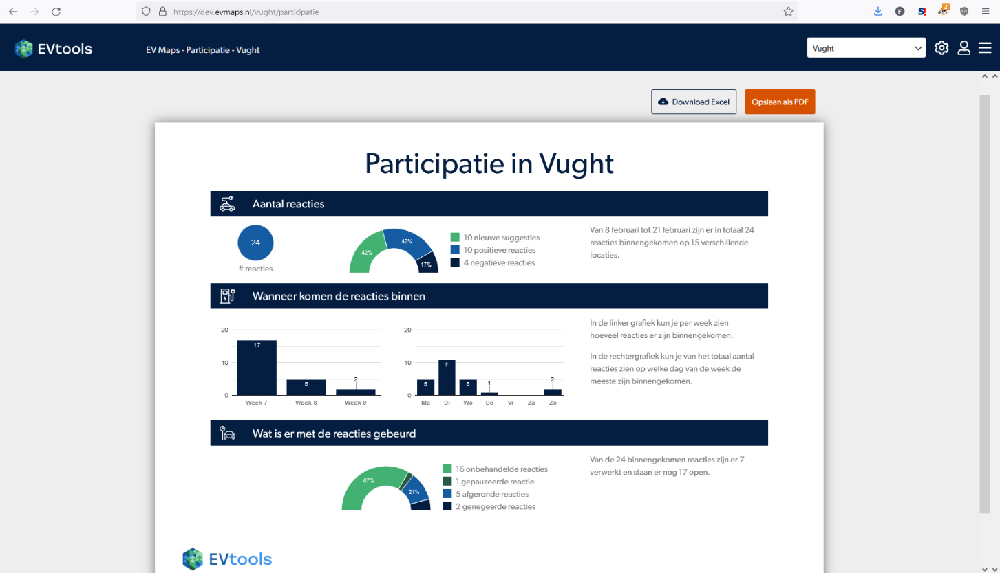 https://dev.evmaps.nl/vught/participatie
F
S!
2
UD
EVtools
EV Maps - Participatie - Vught
Vught
Download Excel
Opslaan als PDF
Participatie in Vught
Aantal reacties
24
# reacties
42%
42%
17%
10 nieuwe suggesties
10 positieve reacties
4 negatieve reacties
Van 8 februari tot 21 februari zijn er in totaal 24
reacties binnengekomen op 15 verschillende
locaties.
Wanneer komen de reacties binnen
20
10
0
17
5
2
Week 7
Week 8
Week 9
20
10
0
5
11
5
1
2
Ma
Di
Wo
Do
Vr
Za
Zo
In de linker grafiek kun je per week zien
hoeveel reacties er zijn binnengekomen.
In de rechtergrafiek kun je van het totaal aantal
reacties zien op welke dag van de week de
meeste zijn binnengekomen.
Wat is er met de reacties gebeurd
67%
21%
16 onbehandelde reacties
1 gepauzeerde reactie
5 afgeronde reacties
2 genegeerde reacties
Van de 24 binnengekomen reacties zijn er 7
verwerkt en staan er nog 17 open.
EVtools